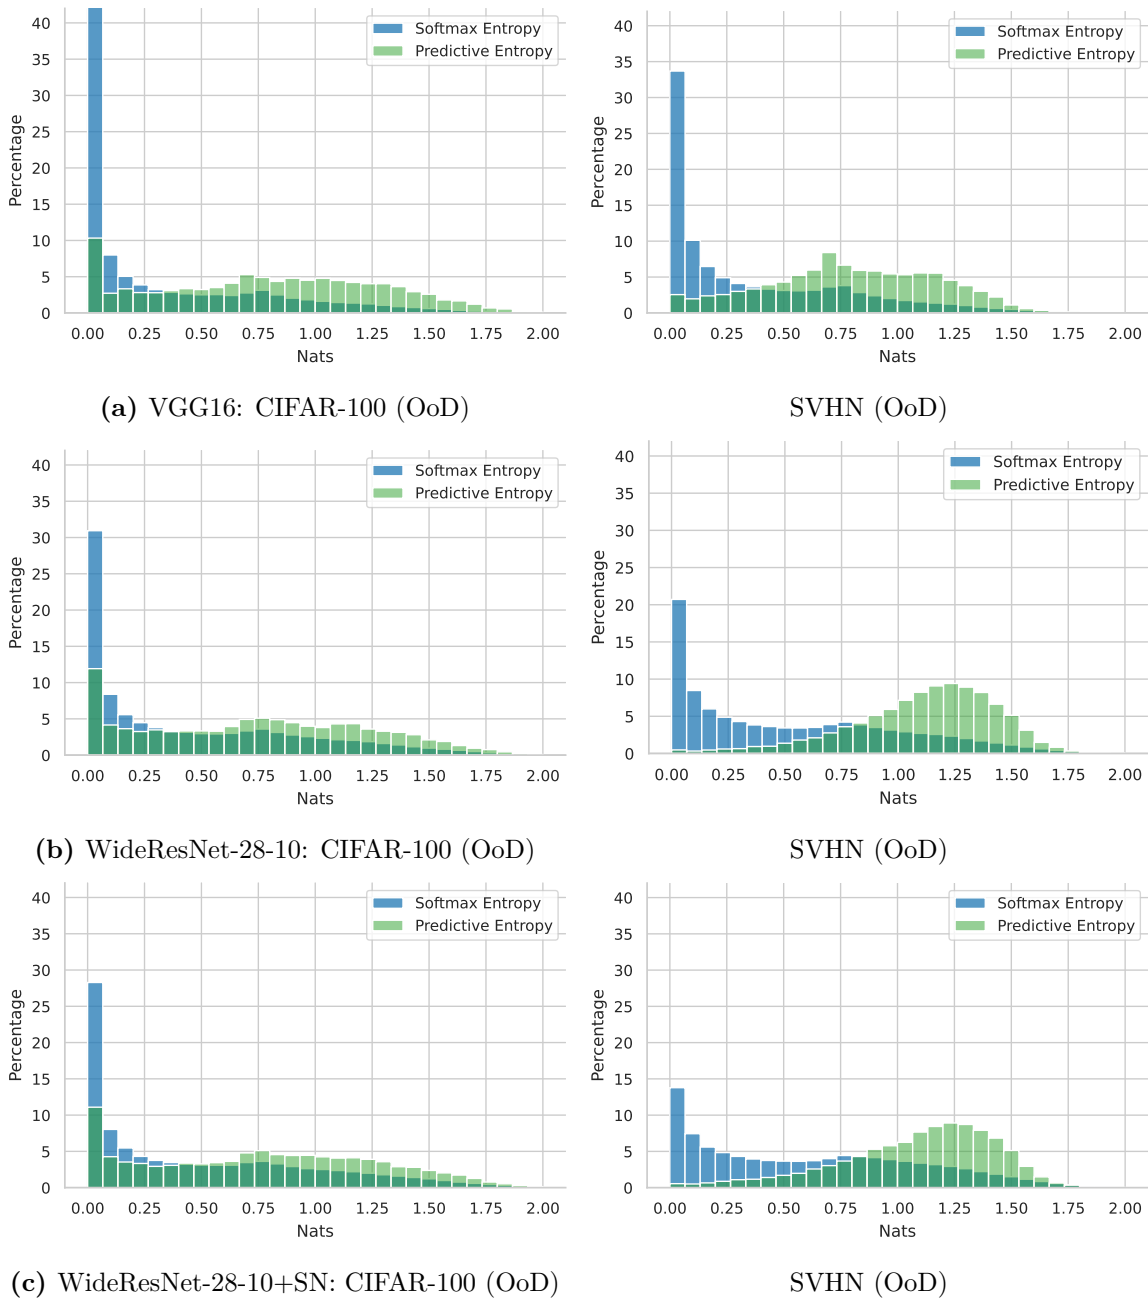 40
35
30
25
20
15
10
5
0
Percentage
Softmax Entropy
Predictive Entropy
0.00 0.25 0.50 0.75 1.00 1.25 1.50 1.75 2.00
Nats
40
35
30
25
20
15
10
5
0
Percentage
Softmax Entropy
Predictive Entropy
0.00 0.25 0.50 0.75 1.00 1.25 1.50 1.75 2.00
Nats
(a) VGG16: CIFAR-100 (OoD)
SVHN (OoD)
40
35
30
25
20
15
10
5
0
Percentage
Softmax Entropy
Predictive Entropy
0.00 0.25 0.50 0.75 1.00 1.25 1.50 1.75 2.00
Nats
40
35
30
25
20
15
10
5
0
Percentage
Softmax Entropy
Predictive Entropy
0.00 0.25 0.50 0.75 1.00 1.25 1.50 1.75 2.00
Nats
(b) WideResNet-28-10: CIFAR-100 (OoD)
SVHN (OoD)
40
35
30
25
20
15
10
5
0
Percentage
Softmax Entropy
Predictive Entropy
0.00 0.25 0.50 0.75 1.00 1.25 1.50 1.75 2.00
Nats
40
35
30
25
20
15
10
5
0
Percentage
Softmax Entropy
Predictive Entropy
0.00 0.25 0.50 0.75 1.00 1.25 1.50 1.75 2.00
Nats
(c) WideResNet-28-10+SN: CIFAR-100 (OoD)
SVHN (OoD)